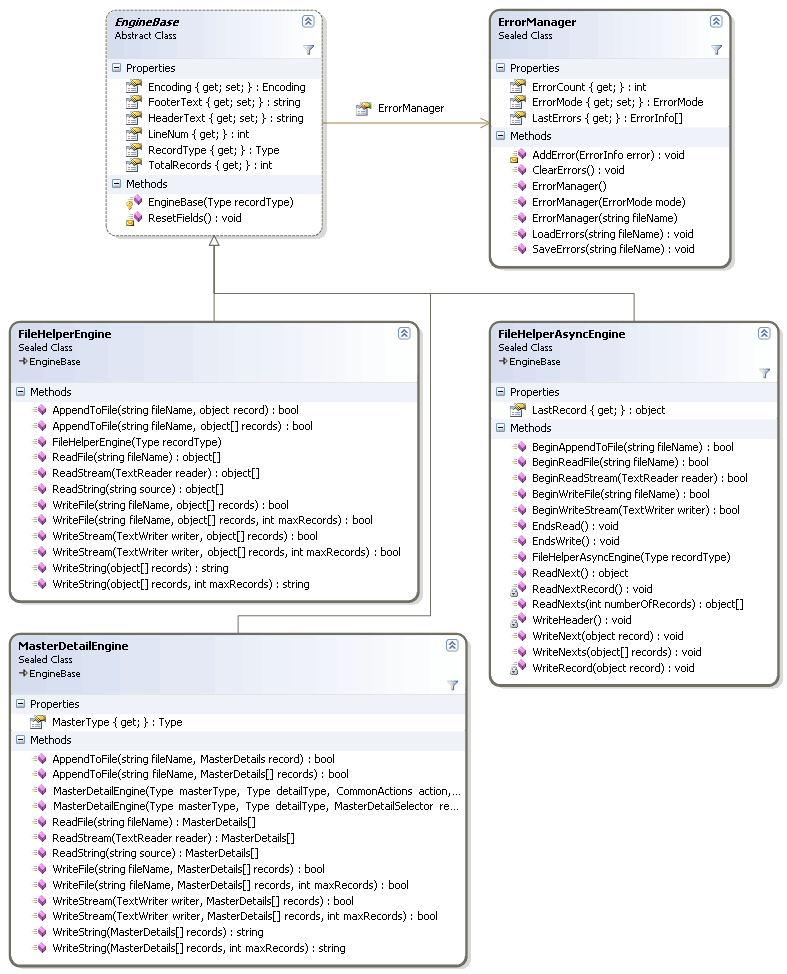 EngineBase
Abstract Class
Properties
Encoding { get; set; } : Encoding
FooterText { get; set; } : string
HeaderText { get; set; } : string
LineNum { get; } : int
RecordType { get; } : Type
TotalRecords { get; } : int
Methods
EngineBase(Type recordType)
ResetFields() : void
ErrorManager
ErrorManager
Sealed Class
Properties
ErrorCount { get; } : int
ErrorMode { get; set; } : ErrorMode
LastErrors { get; } : ErrorInfo[]
Methods
AddError(ErrorInfo error) : void
ClearErrors() : void
ErrorManager()
ErrorManager(ErrorMode mode)
ErrorManager(string fileName)
LoadErrors(string fileName) : void
SaveErrors(string fileName) : void
FileHelperEngine
Sealed Class
EngineBase
Methods
AppendToFile(string fileName, object record) : bool
AppendToFile(string fileName, object[] records) : bool
FileHelperEngine(Type recordType)
ReadFile(string fileName) : object[]
ReadStream(TextReader reader) : object[]
ReadString(string source) : object[]
WriteFile(string fileName, object[] records) : bool
WriteFile(string fileName, object[] records, int maxRecords) : bool
WriteStream(TextWriter writer, object[] records) : bool
WriteStream(TextWriter writer, object[] records, int maxRecords) : bool
WriteString(object[] records) : string
WriteString(object[] records, int maxRecords) : string
FileHelperAsyncEngine
Sealed Class
EngineBase
Properties
LastRecord { get; } : object
Methods
BeginAppendToFile(string fileName) : bool
BeginReadFile(string fileName) : bool
BeginReadStream(TextReader reader) : bool
BeginWriteFile(string fileName) : bool
BeginWriteStream(TextWriter writer) : bool
EndsRead() : void
EndsWrite() : void
FileHelperAsyncEngine(Type recordType)
ReadNext() : object
ReadNextRecord() : void
ReadNexts(int numberOfRecords) : object[]
WriteHeader() : void
WriteNext(object record) : void
WriteNexts(object[] records) : void
WriteRecord(object record) : void
MasterDetailEngine
Sealed Class
EngineBase
Properties
MasterType { get; } : Type
Methods
AppendToFile(string fileName, MasterDetails record) : bool
AppendToFile(string fileName, MasterDetails[] records) : bool
MasterDetailEngine(Type masterType, Type detailType, CommonActions action,...
MasterDetailEngine(Type masterType, Type detailType, MasterDetailSelector re...
ReadFile(string fileName) : MasterDetails[]
ReadStream(TextReader reader) : MasterDetails[]
ReadString(string source) : MasterDetails[]
WriteFile(string fileName, MasterDetails[] records) : bool
WriteFile(string fileName, MasterDetails[] records, int maxRecords) : bool
WriteStream(TextWriter writer, MasterDetails[] records) : bool
WriteStream(TextWriter writer, MasterDetails[] records, int maxRecords) : bool
WriteString(MasterDetails[] records) : string
WriteString(MasterDetails[] records, int maxRecords) : string